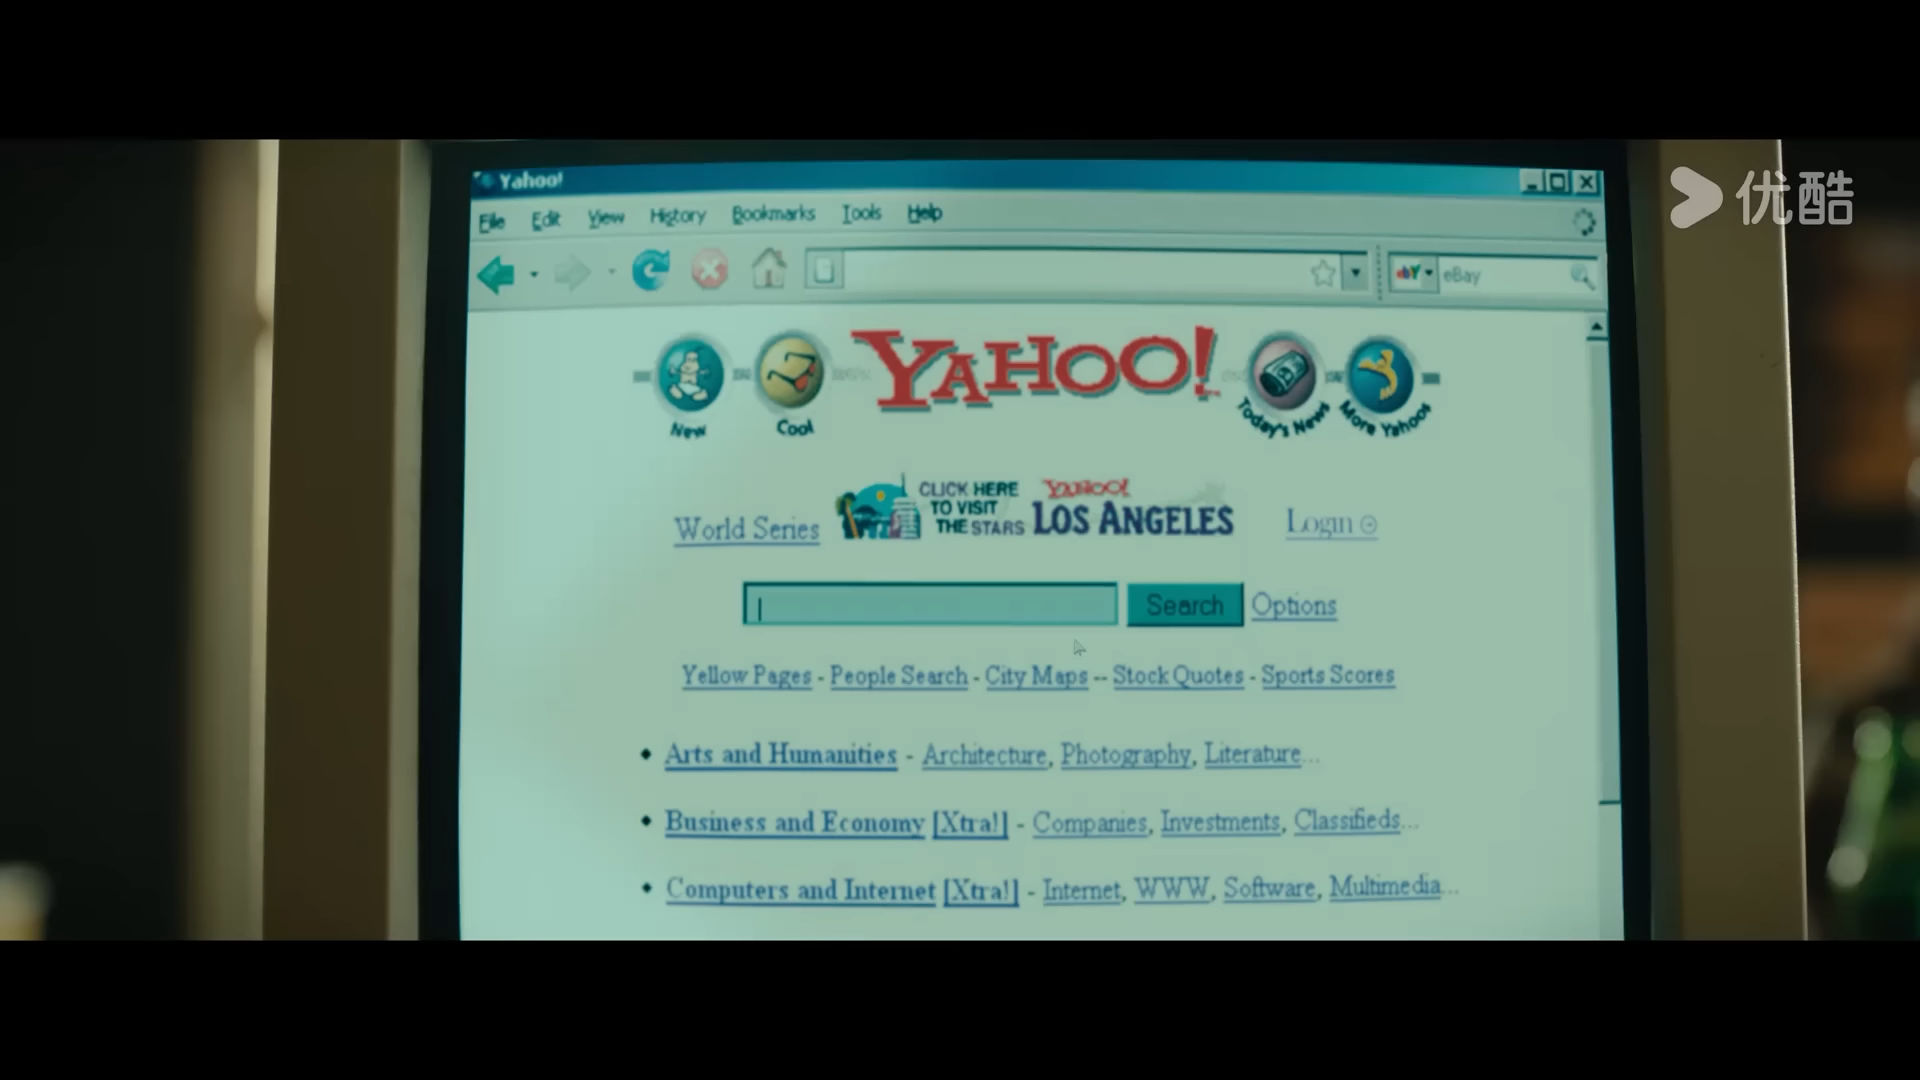 优酷
Yahoo!
File Edit View History Bookmarks Tools Help
ebY eBay
New Cool YAHOO! Today's News More Yahoos
World Series CLICK HERE TO VISIT THE STARS YAHOO! LOS ANGELES Login
Search Options
Yellow Pages - People Search - City Maps -- Stock Quotes - Sports Scores
Arts and Humanities - Architecture, Photography, Literature...
Business and Economy [Xtra!] - Companies, Investments, Classifieds...
Computers and Internet [Xtra!] - Internet, WWW, Software, Multimedia...